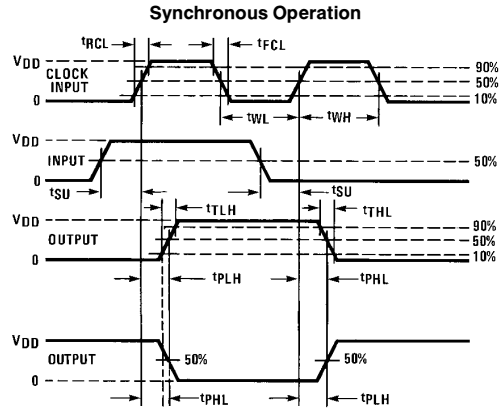 Synchronous Operation
tRCL tFCL
VDD
CLOCK
INPUT
0
90%
50%
10%
tWL tWH
VDD
INPUT
0
50%
tSU tSU
tTLH tTHL
VDD
OUTPUT
0
90%
50%
10%
tPLH tPHL
VDD
OUTPUT
0
50% 50%
tPHL tPLH